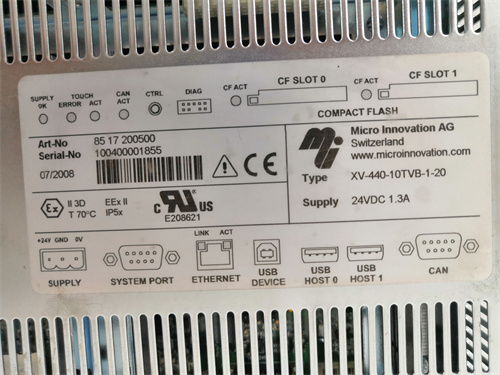 SUPPLY OK
TOUCH ERROR ACT
CAN ACT
CTRL
DIAG
CF ACT
CF SLOT 0
CF ACT
CF SLOT 1
COMPACT FLASH
Art-No 85 17 200500
Serial-No 100400001855
07/2008
Micro Innovation AG
Switzerland
www.microinnovation.com
Type XV-440-10TVB-1-20
Supply 24VDC 1.3A
CE
Ex II 3D EEx II
T 70°C IP5x
c UR US
E208621
+24V GND 0V
LINK ACT
SUPPLY
SYSTEM PORT
ETHERNET
USB DEVICE
USB HOST 0
USB HOST 1
CAN